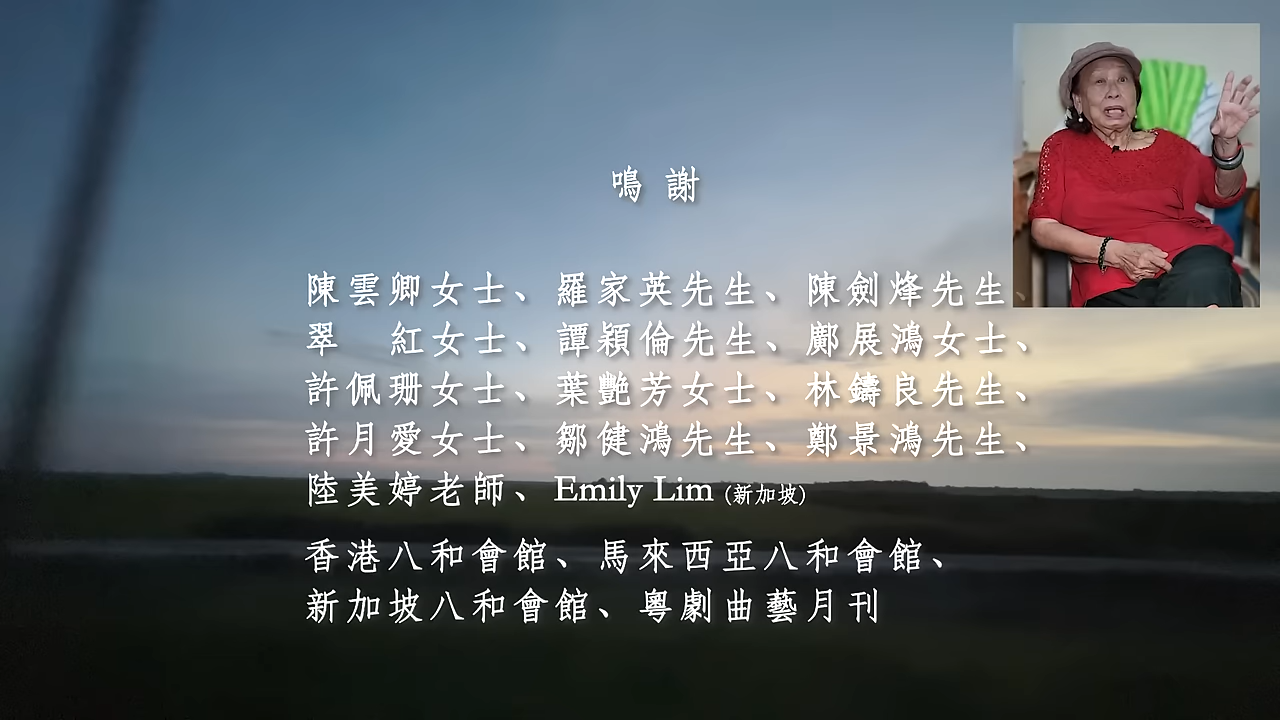 鳴 謝
陳雲卿女士、羅家英先生、陳劍烽先生
翠　紅女士、譚穎倫先生、鄺展鴻女士、
許佩珊女士、葉艷芳女士、林鑄良先生、
許月愛女士、鄒健鴻先生、鄭景鴻先生、
陸美婷老師、Emily Lim (新加坡)
香港八和會館、馬來西亞八和會館、
新加坡八和會館、粵劇曲藝月刊